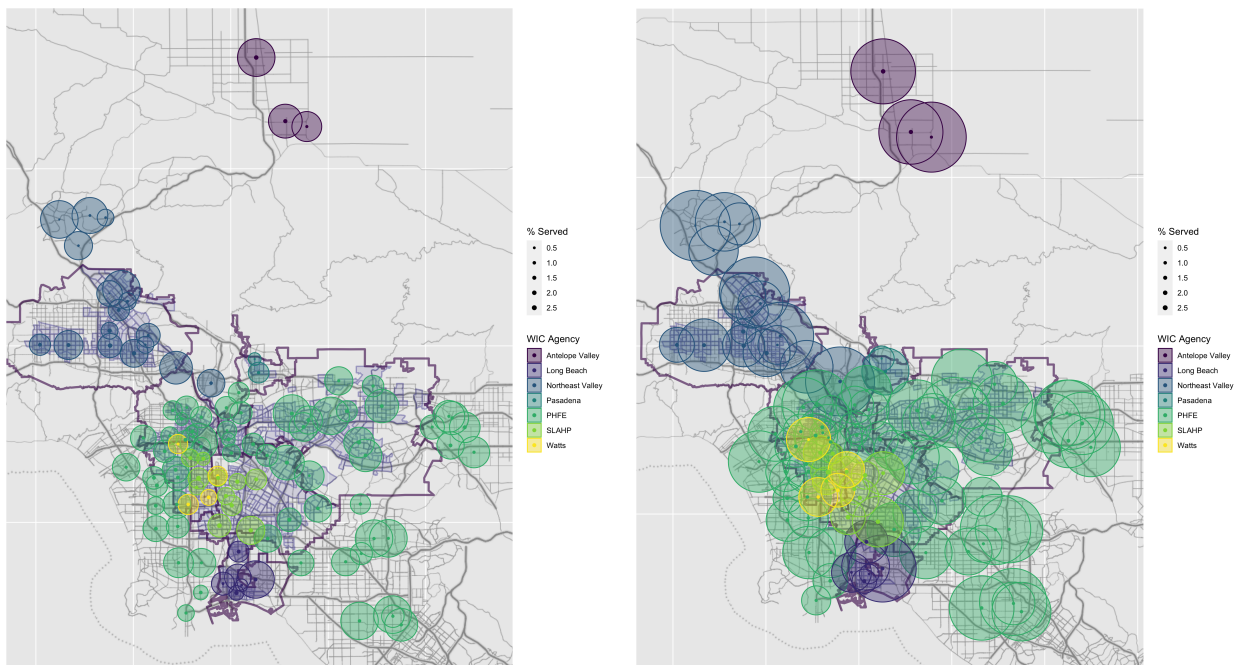 % Served
0.5
1.0
1.5
2.0
2.5
WIC Agency
Antelope Valley
Long Beach
Northeast Valley
Pasadena
PHFE
SLAHP
Watts
% Served
0.5
1.0
1.5
2.0
2.5
WIC Agency
Antelope Valley
Long Beach
Northeast Valley
Pasadena
PHFE
SLAHP
Watts